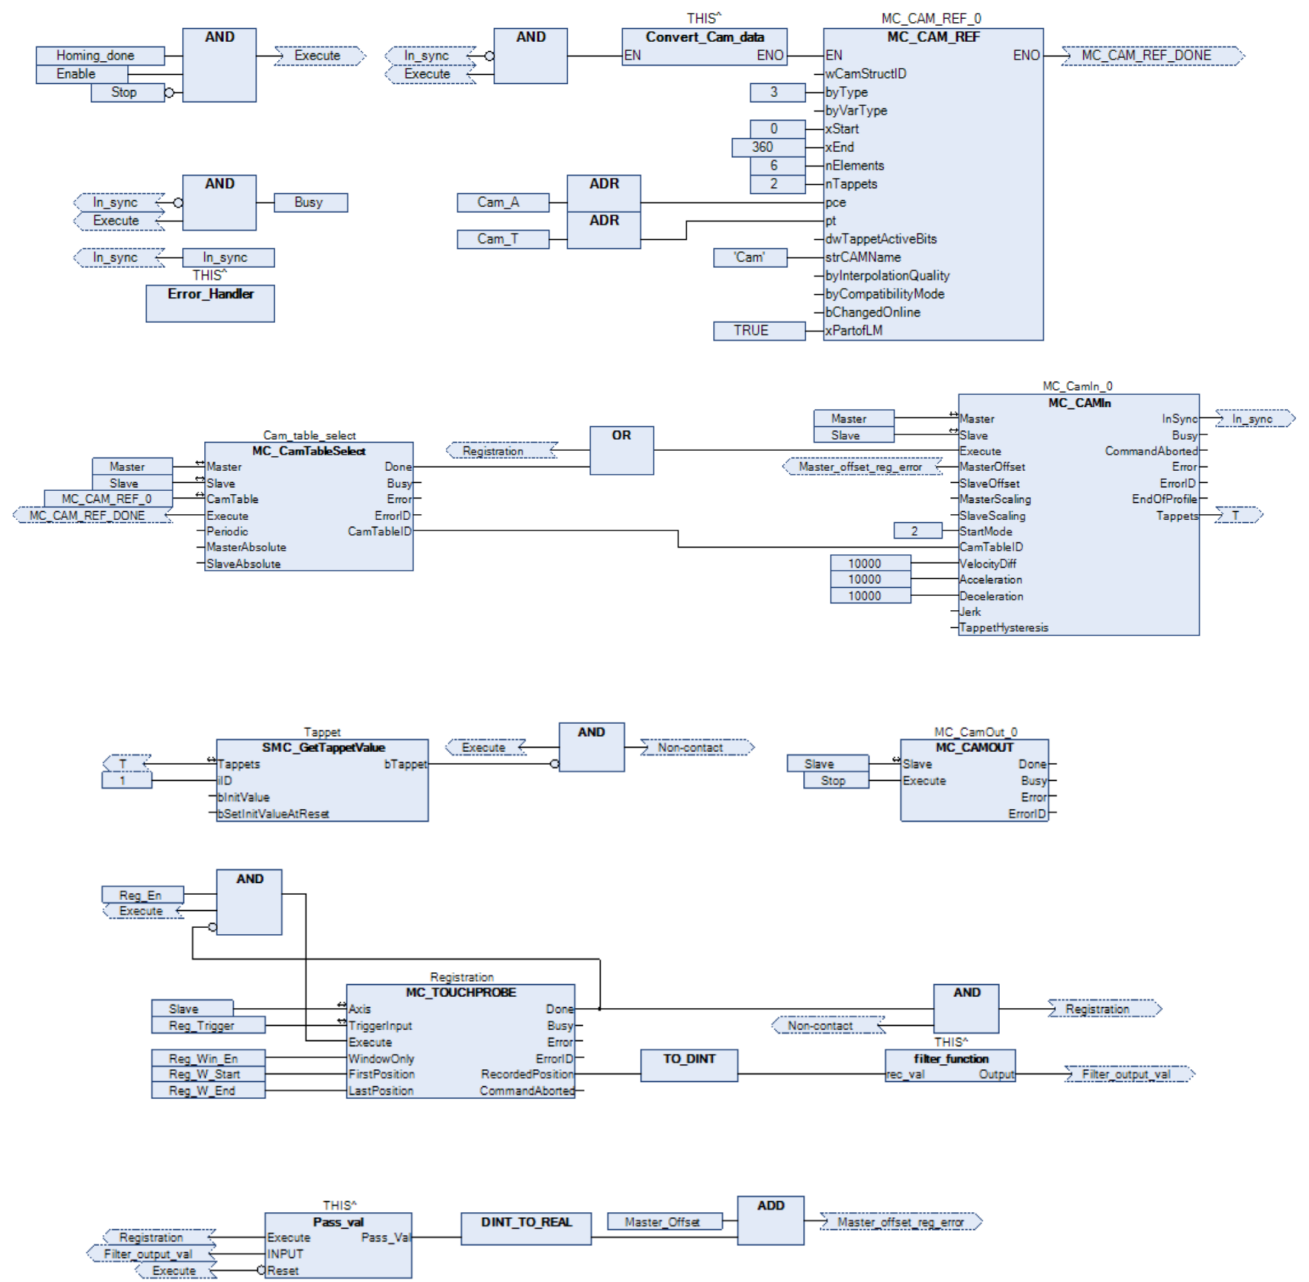 THIS^
MC_CAM_REF_0
AND
AND
Convert_Cam_data
MC_CAM_REF
Homing_done
Execute
In_sync
EN
ENO
EN
ENO
MC_CAM_REF_DONE
Enable
Execute
wCamStructID
Stop
3
byType
byVarType
0
xStart
360
xEnd
6
nElements
AND
ADR
2
nTappets
In_sync
Busy
Cam_A
pce
Execute
ADR
pt
Cam_T
dwTappetActiveBits
In_sync
In_sync
'Cam'
strCAMName
THIS^
byInterpolationQuality
Error_Handler
byCompatibilityMode
bChangedOnline
TRUE
xPartofLM
MC_CamIn_0
MC_CAMIn
Master
Master
InSync
In_sync
Cam_table_select
OR
Slave
Slave
Busy
MC_CamTableSelect
Registration
Execute
CommandAborted
Master
Master
Done
Master_offset_reg_error
MasterOffset
Error
Slave
Slave
Busy
SlaveOffset
ErrorID
MC_CAM_REF_0
CamTable
Error
MasterScaling
EndOfProfile
MC_CAM_REF_DONE
Execute
ErrorID
SlaveScaling
Tappets
T
Periodic
CamTableID
2
StartMode
MasterAbsolute
CamTableID
SlaveAbsolute
10000
VelocityDiff
10000
Acceleration
10000
Deceleration
Jerk
TappetHysteresis
Tappet
AND
MC_CamOut_0
SMC_GetTappetValue
Execute
Non-contact
MC_CAMOUT
T
Tappets
bTappet
Slave
Slave
Done
1
iID
Stop
Execute
Busy
bInitValue
Error
bSetInitValueAtReset
ErrorID
AND
Reg_En
Execute
Registration
MC_TOUCHPROBE
AND
Slave
Axis
Done
Registration
Reg_Trigger
TriggerInput
Busy
Non-contact
Execute
Error
THIS^
Reg_Win_En
WindowOnly
ErrorID
TO_DINT
filter_function
Reg_W_Start
FirstPosition
RecordedPosition
rec_val
Output
Filter_output_val
Reg_W_End
LastPosition
CommandAborted
THIS^
ADD
Pass_val
DINT_TO_REAL
Master_Offset
Master_offset_reg_error
Registration
Execute
Pass_Val
Filter_output_val
INPUT
Execute
Reset